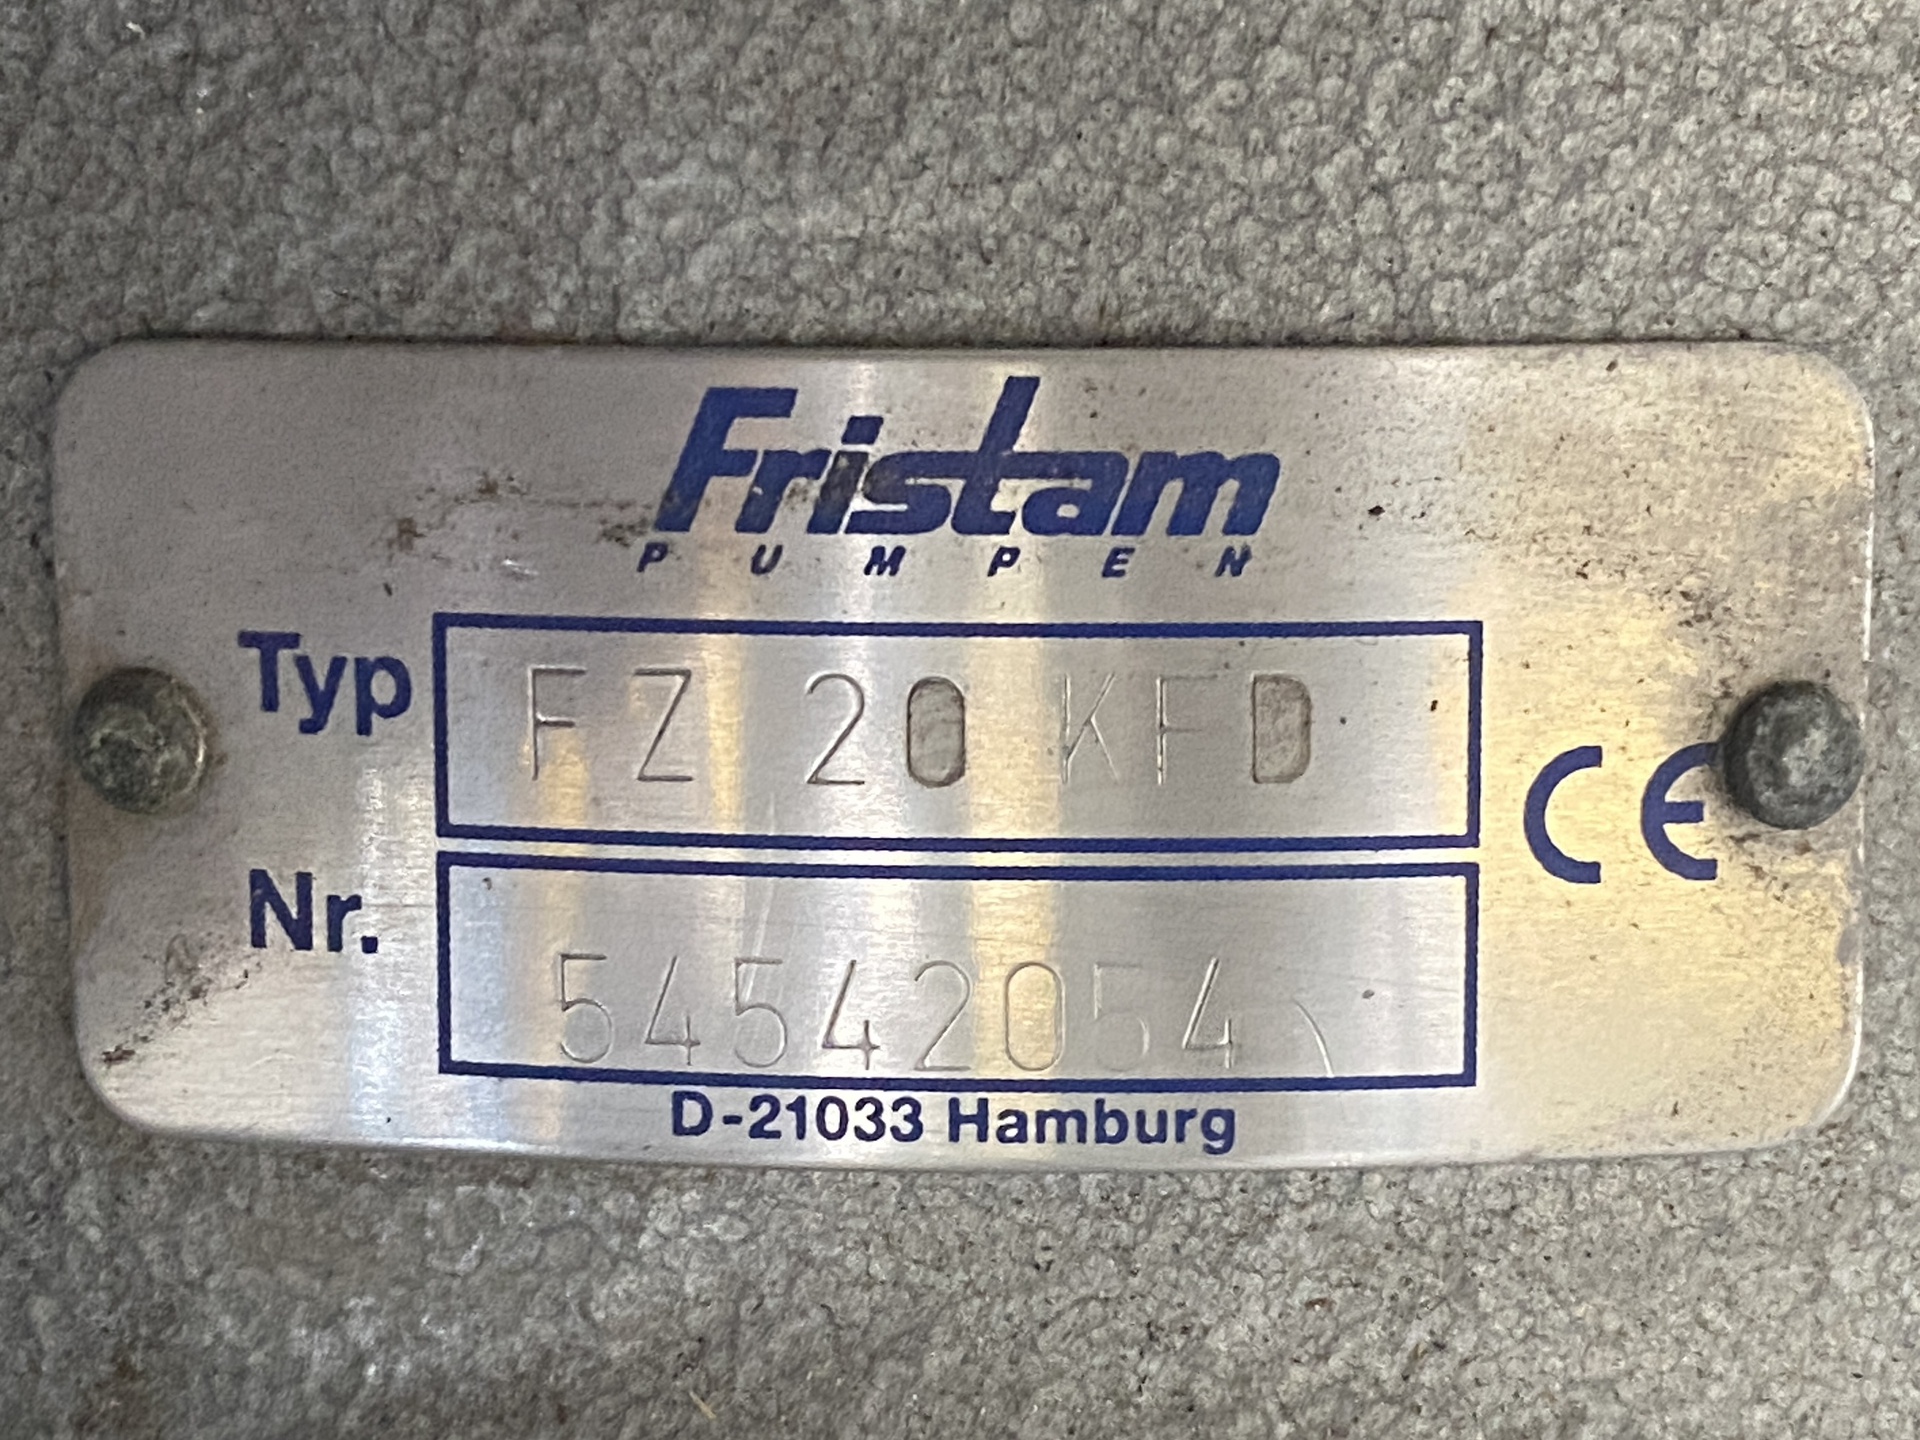 Fristam
PUMPEN
Typ FZ 20 KFD
Nr. 54542054
CE
D-21033 Hamburg